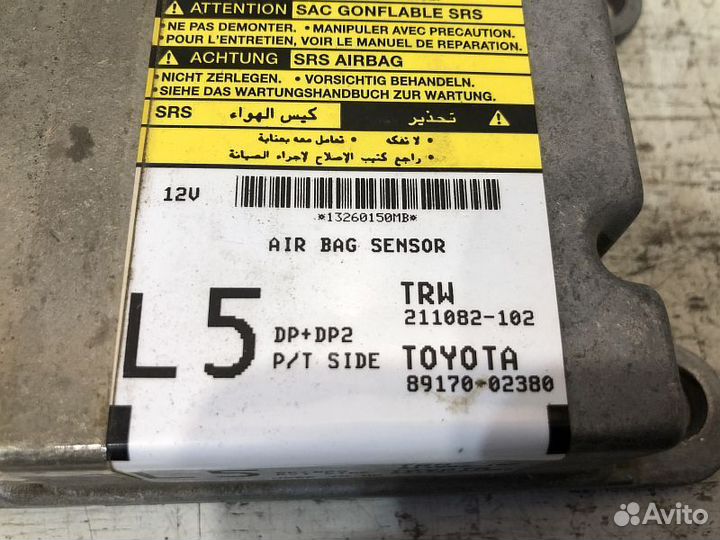 ATTENTION SAC GONFLABLE SRS
•NE PAS DEMONTER. •MANIPULER AVEC PRECAUTION.
•POUR L'ENTRETIEN, VOIR LE MANUEL DE REPARATION.
ACHTUNG SRS AIRBAG
•NICHT ZERLEGEN. •VORSICHTIG BEHANDELN.
•SIEHE DAS WARTUNGSHANDBUCH ZUR WARTUNG.
تحذير كيس الهواء SRS
• لا تفكه • تعامل معه بعناية
• راجع كتيب الإصلاح لإجراء الصيانة
12V
*13260150MB*
AIR BAG SENSOR
L5
DP+DP2
P/T SIDE
TRW
211082-102
TOYOTA
89170-02380
Avito